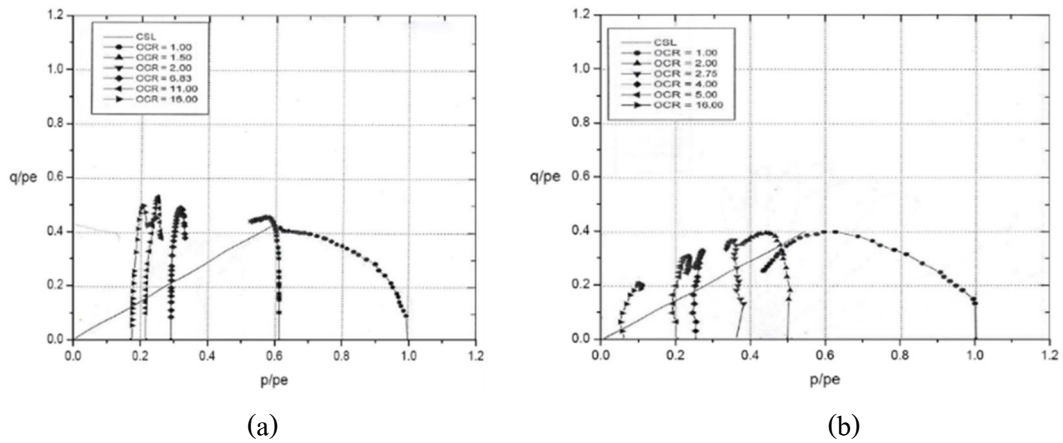 CSL
OCR = 1.00
OCR = 1.50
OCR = 2.00
OCR = 6.83
OCR = 11.00
OCR = 16.00
1.2
1.0
0.8
0.6
0.4
0.2
0.0
q/pe
0.0 0.2 0.4 0.6 0.8 1.0 1.2
p/pe
(a)
CSL
OCR = 1.00
OCR = 2.00
OCR = 2.75
OCR = 4.00
OCR = 5.00
OCR = 16.00
1.2
1.0
0.8
0.6
0.4
0.2
0.0
q/pe
0.0 0.2 0.4 0.6 0.8 1.0 1.2
p/pe
(b)